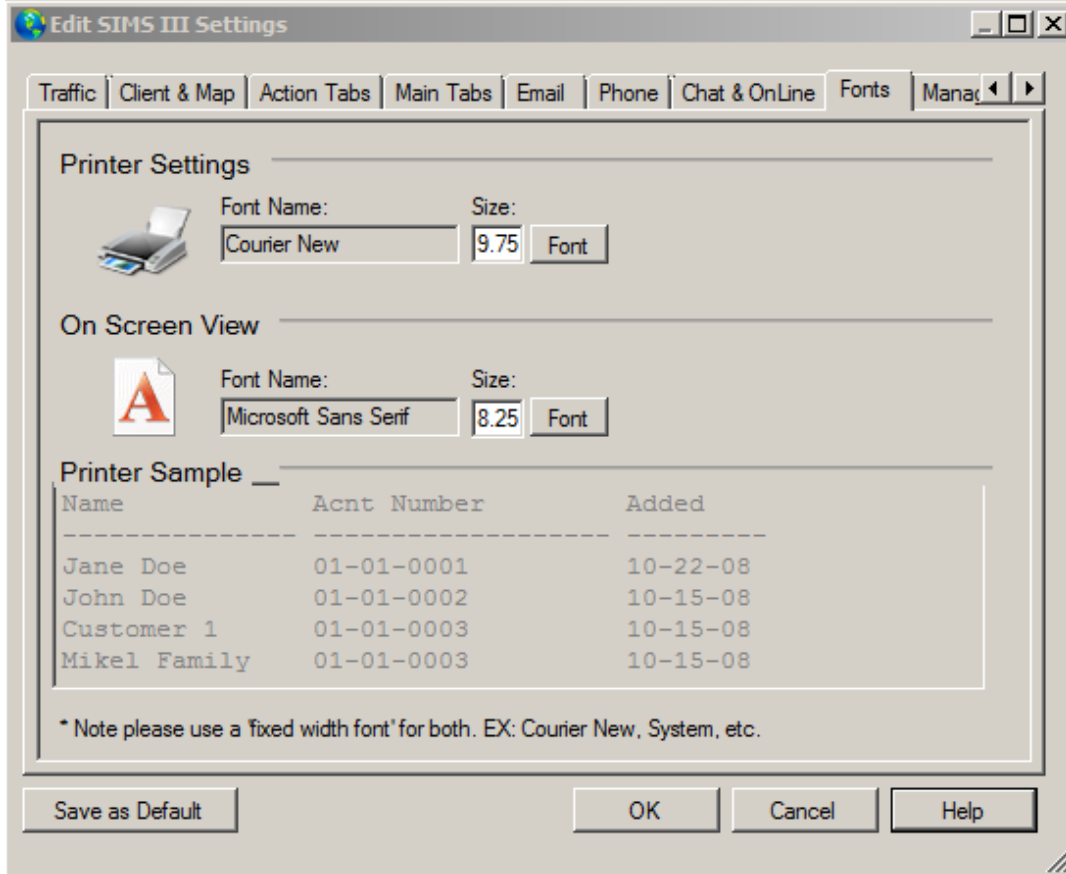 Edit SIMS III Settings
Traffic Client & Map Action Tabs Main Tabs Email Phone Chat & OnLine Fonts
Printer Settings
Font Name: Size:
Courier New 9.75 Font
On Screen View
Font Name: Size:
A Microsoft Sans Serif 8.25 Font
Printer Sample __
Name Acnt Number Added
--------------- ------------------- ---------
Jane Doe 01-01-0001 10-22-08
John Doe 01-01-0002 10-15-08
Customer 1 01-01-0003 10-15-08
Mikel Family 01-01-0003 10-15-08
* Note please use a 'fixed width font' for both. EX: Courier New, System, etc.
Save as Default OK Cancel Help